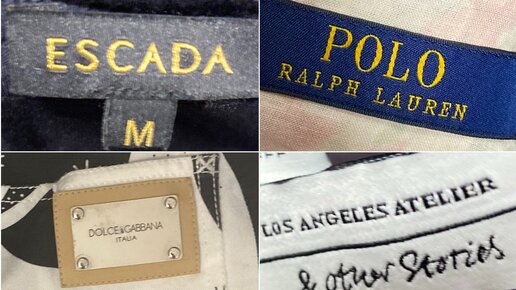 ESCADA
M
POLO
RALPH LAUREN
DOLCE&GABBANA
ITALIA
LOS ANGELES ATELIER
& other Stories